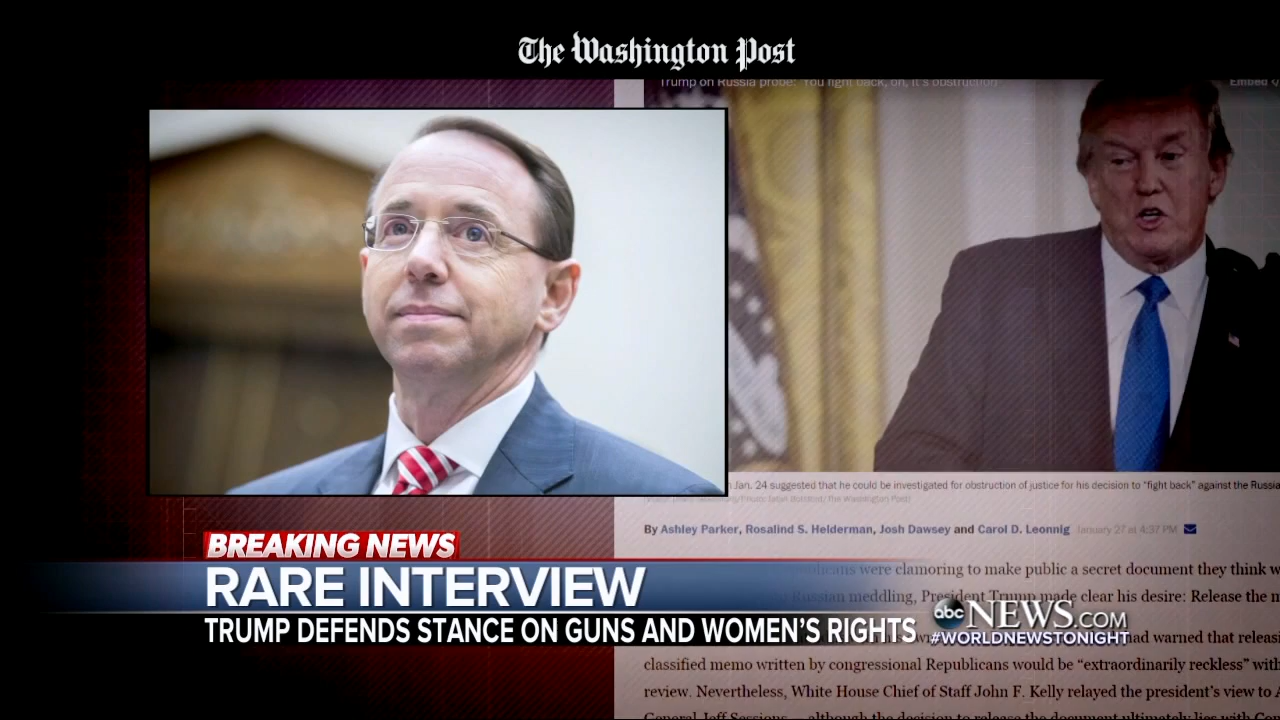 The Washington Post
Trump on Russia probe: 'You fight back, oh, it's obstruction'
Embed
n Jan. 24 suggested that he could be investigated for obstruction of justice for his decision to "fight back" against the Russia
The Washington Post)
By Ashley Parker, Rosalind S. Helderman, Josh Dawsey and Carol D. Leonnig January 27 at 4:37 PM
BREAKING NEWS
RARE INTERVIEW
TRUMP DEFENDS STANCE ON GUNS AND WOMEN'S RIGHTS
were clamoring to make public a secret document they think w
Russian meddling, President Trump made clear his desire: Release the m
abc NEWS.COM
#WORLDNEWSTONIGHT
had warned that releasi
classified memo written by congressional Republicans would be "extraordinarily reckless" with
review. Nevertheless, White House Chief of Staff John F. Kelly relayed the president's view to A
General Jeff Sessions — although the decision to release the document ultimately lies with Con